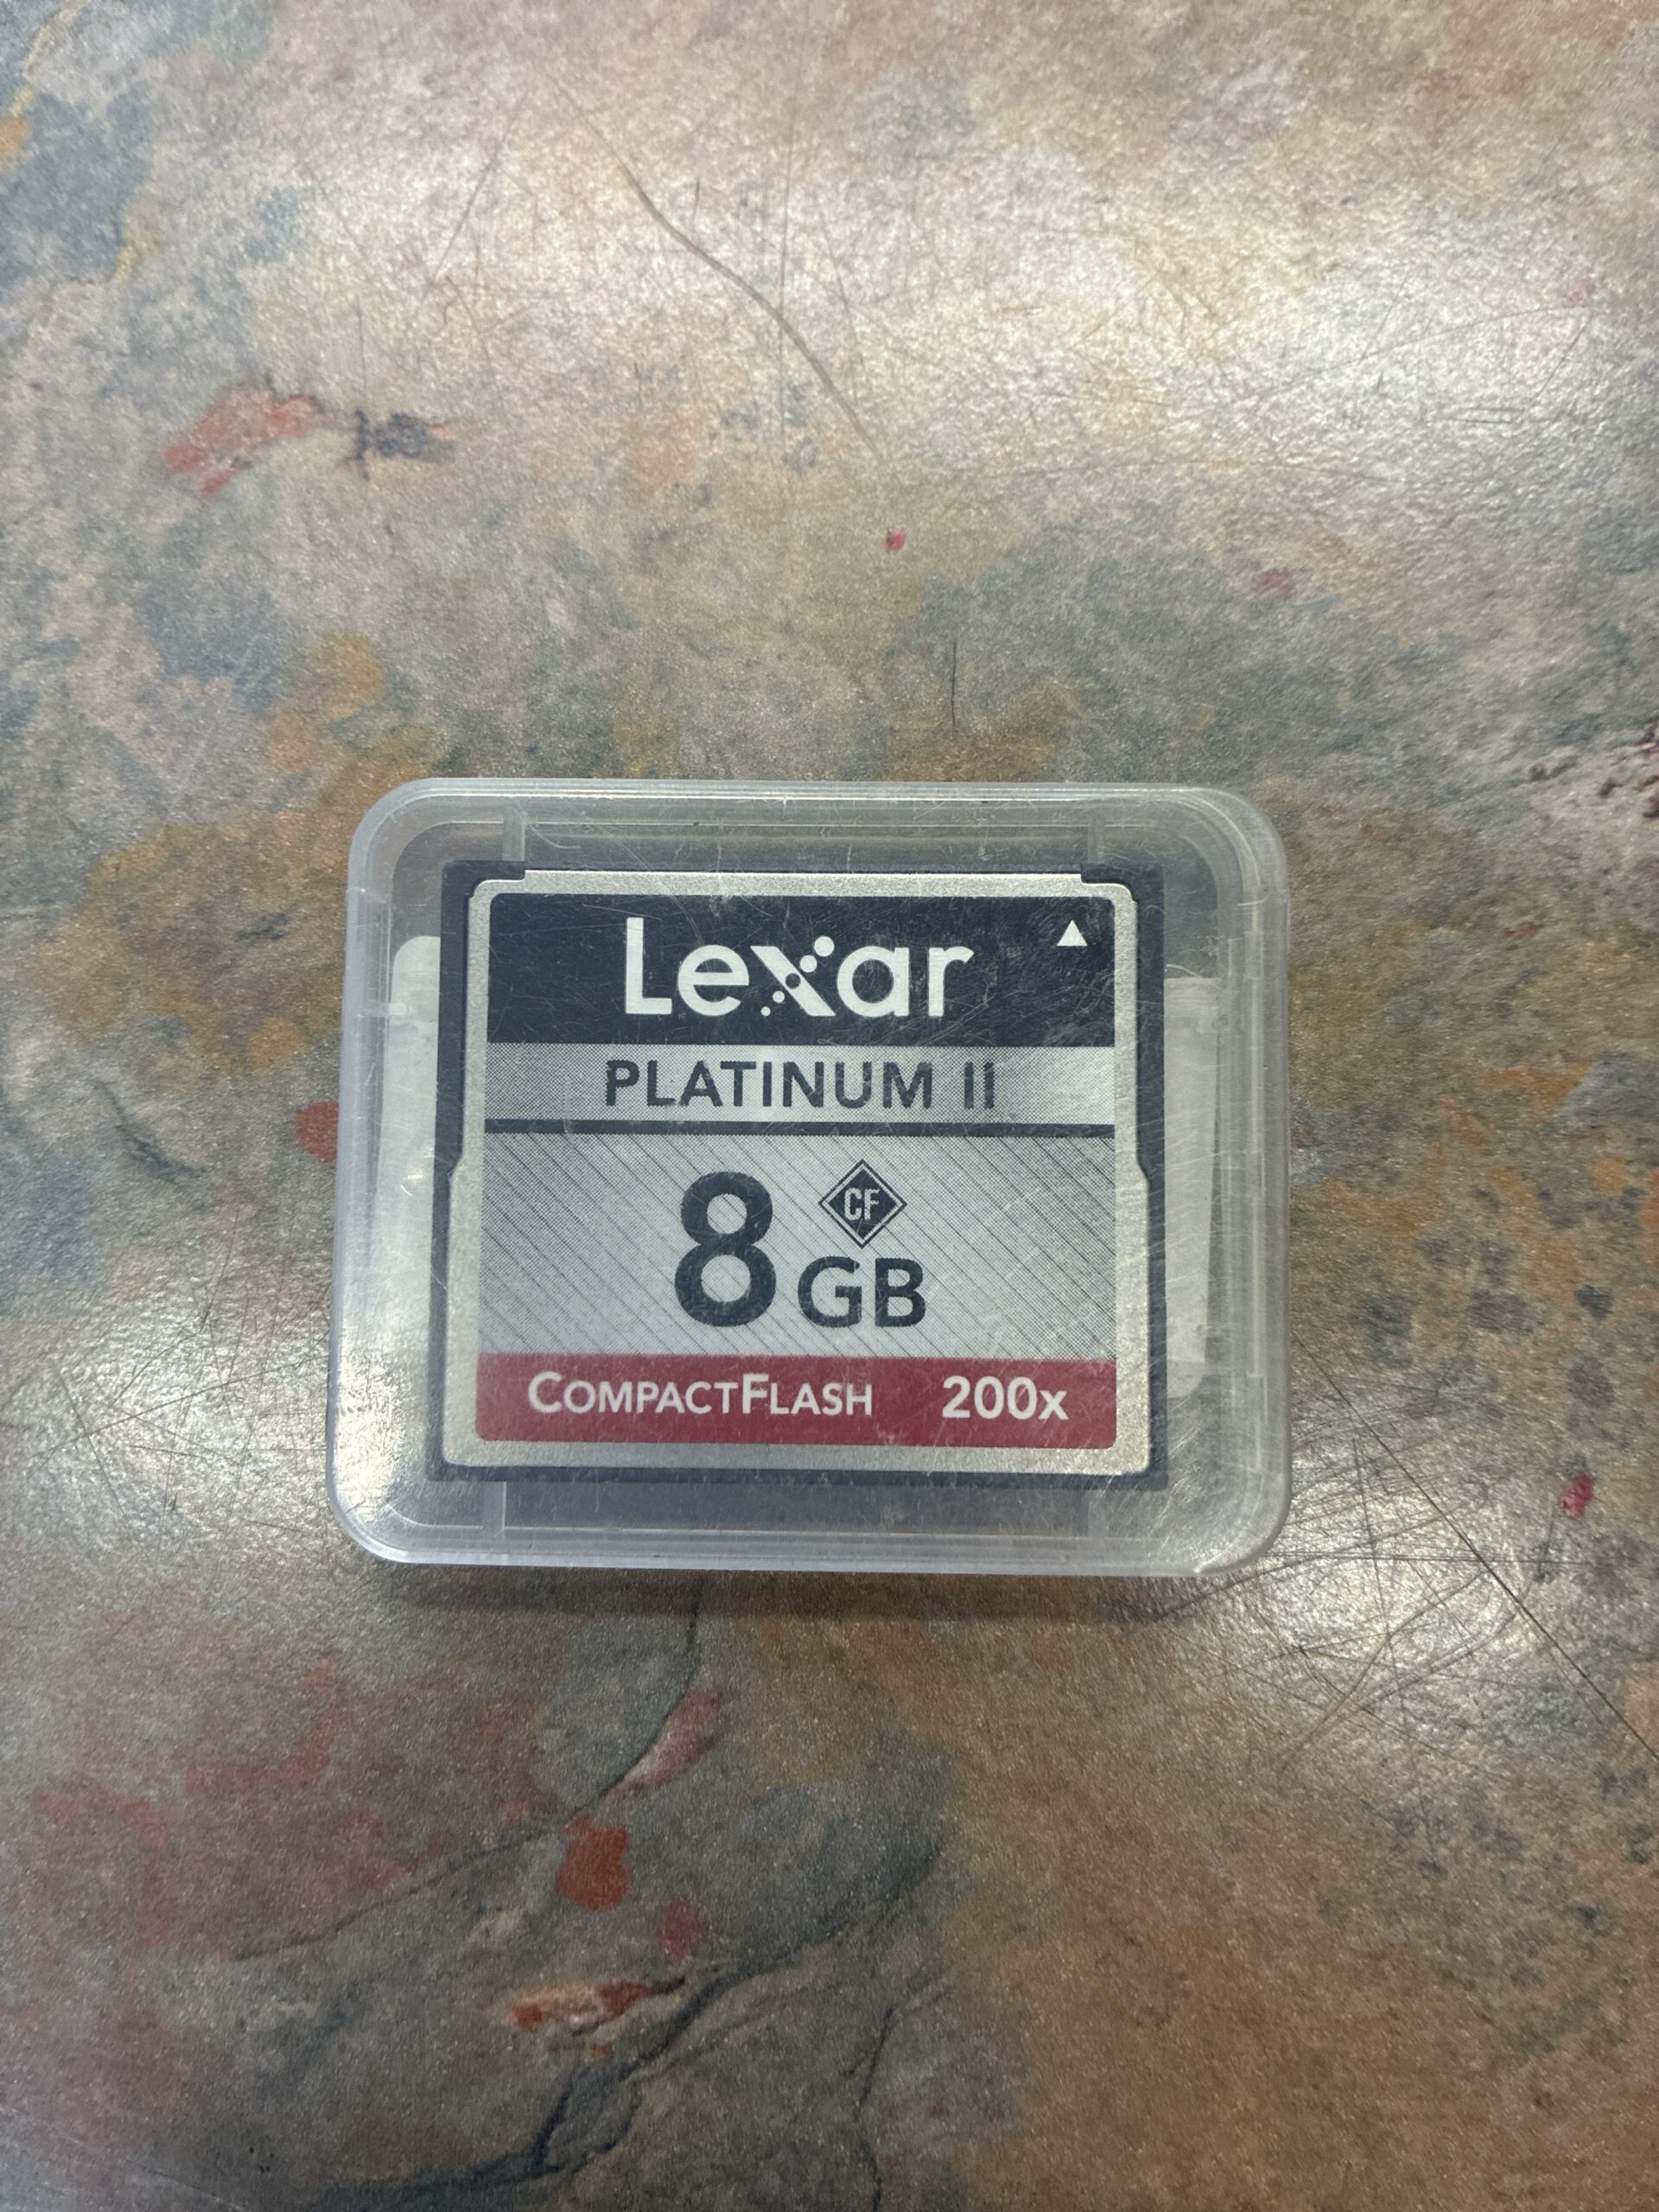 Lexar
PLATINUM II
CF
8 GB
COMPACTFLASH 200x